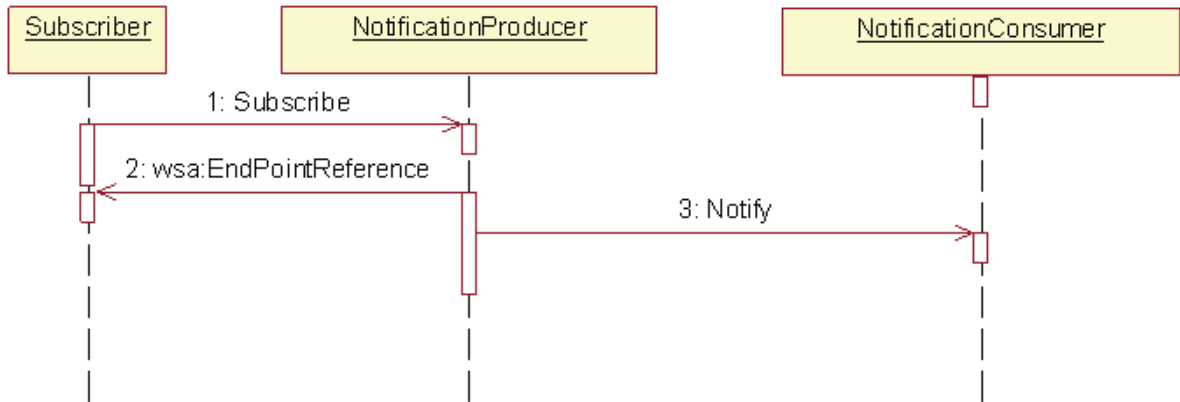 Subscriber
NotificationProducer
NotificationConsumer
1: Subscribe
2: wsa:EndPointReference
3: Notify